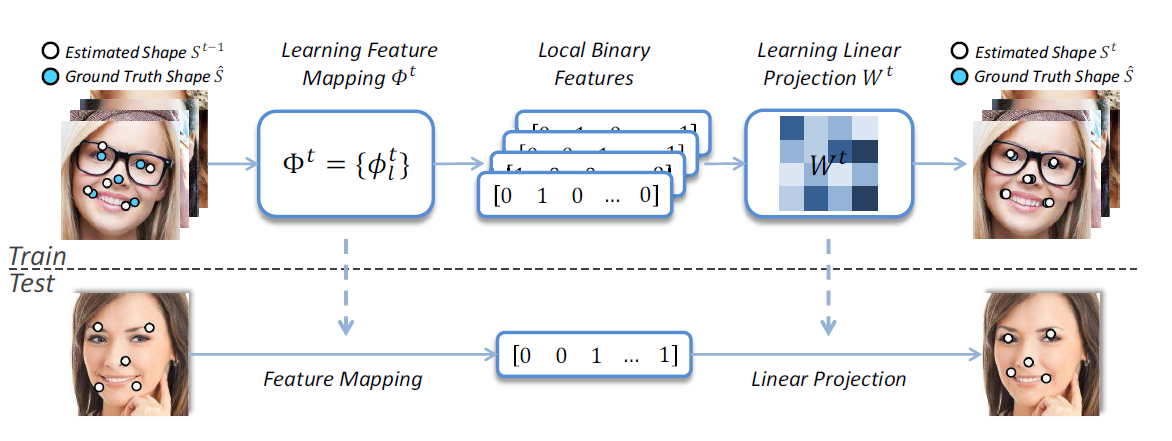 Estimated Shape S^{t−1}
Ground Truth Shape Ŝ
Learning Feature
Mapping Φ^t
Local Binary
Features
Learning Linear
Projection W^t
Estimated Shape S^t
Ground Truth Shape Ŝ
Φ^t = {ϕ_l^t}
[0 1 0 ... 0]
W^t
Train
Test
[0 0 1 ... 1]
Feature Mapping
Linear Projection